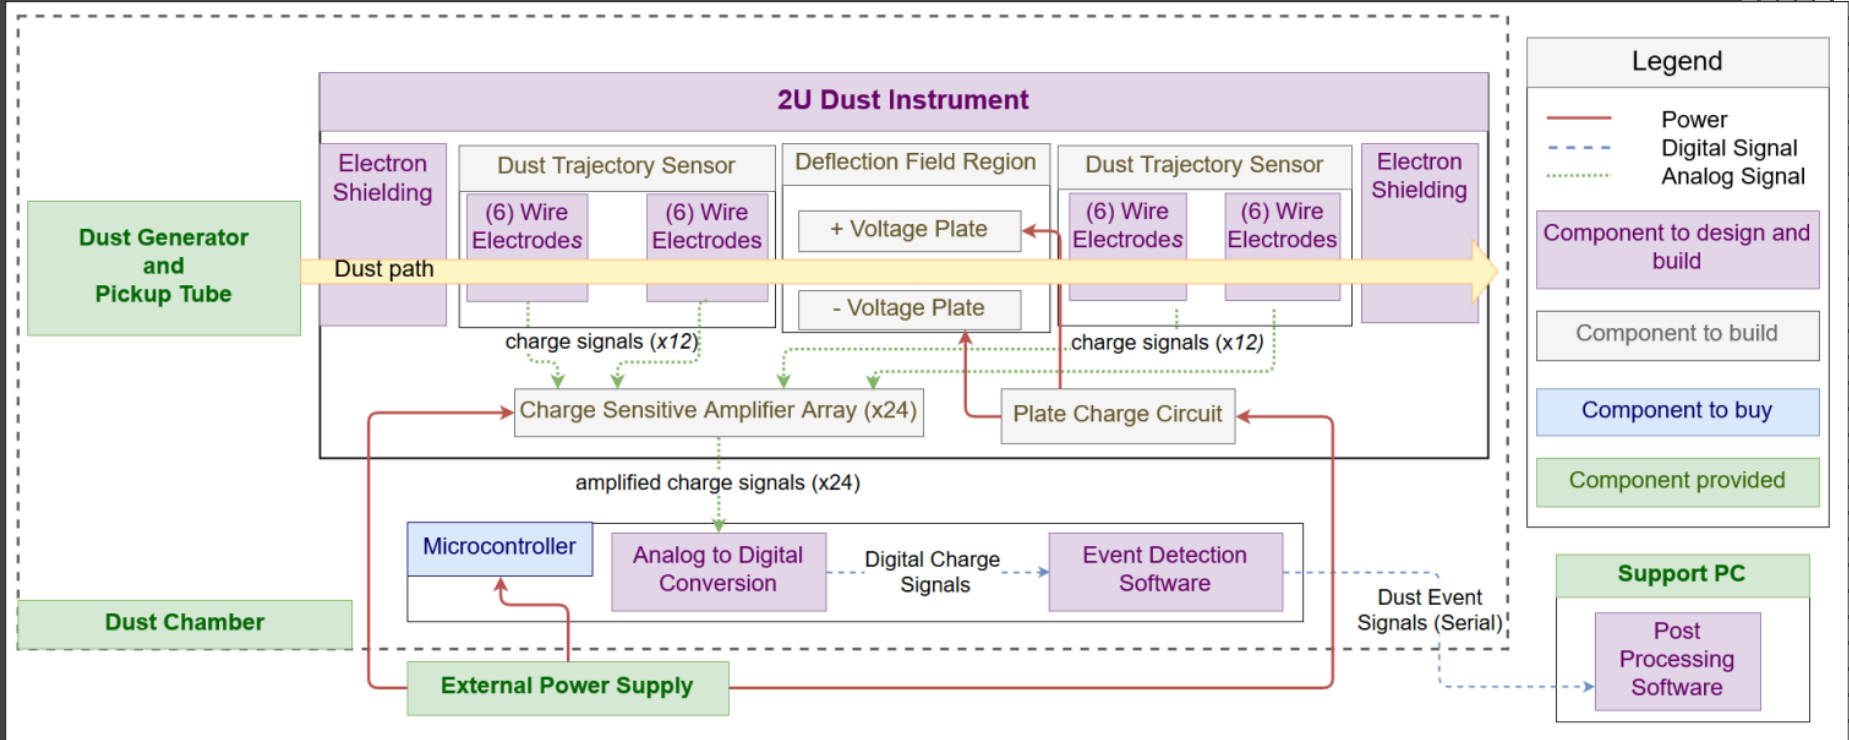 2U Dust Instrument
Electron
Shielding
Dust Trajectory Sensor
(6) Wire
Electrodes
(6) Wire
Electrodes
Deflection Field Region
+ Voltage Plate
- Voltage Plate
Dust Trajectory Sensor
(6) Wire
Electrodes
(6) Wire
Electrodes
Electron
Shielding
Dust Generator
and
Pickup Tube
Dust path
charge signals (x12)
charge signals (x12)
Charge Sensitive Amplifier Array (x24)
Plate Charge Circuit
amplified charge signals (x24)
Microcontroller
Analog to Digital
Conversion
Digital Charge
Signals
Event Detection
Software
Dust Event
Signals (Serial)
Dust Chamber
External Power Supply
Legend
Power
Digital Signal
Analog Signal
Component to design and
build
Component to build
Component to buy
Component provided
Support PC
Post
Processing
Software